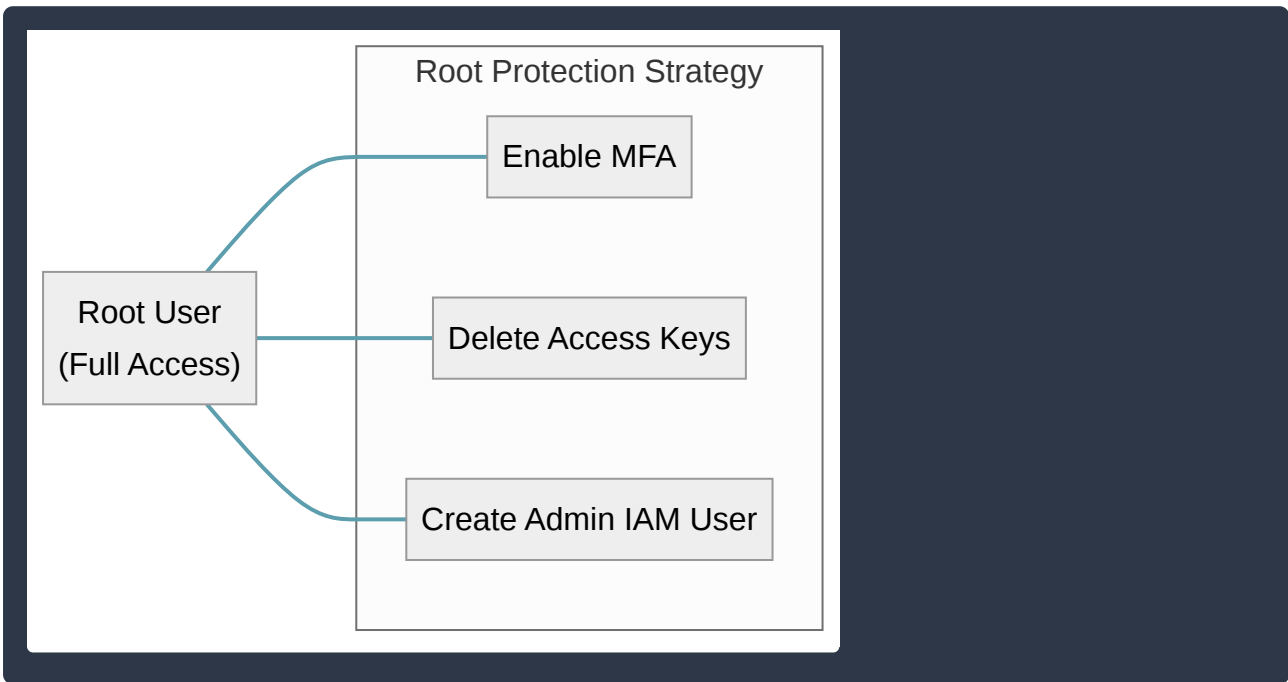 Root Protection Strategy
Enable MFA
Root User
(Full Access)
Delete Access Keys
Create Admin IAM User